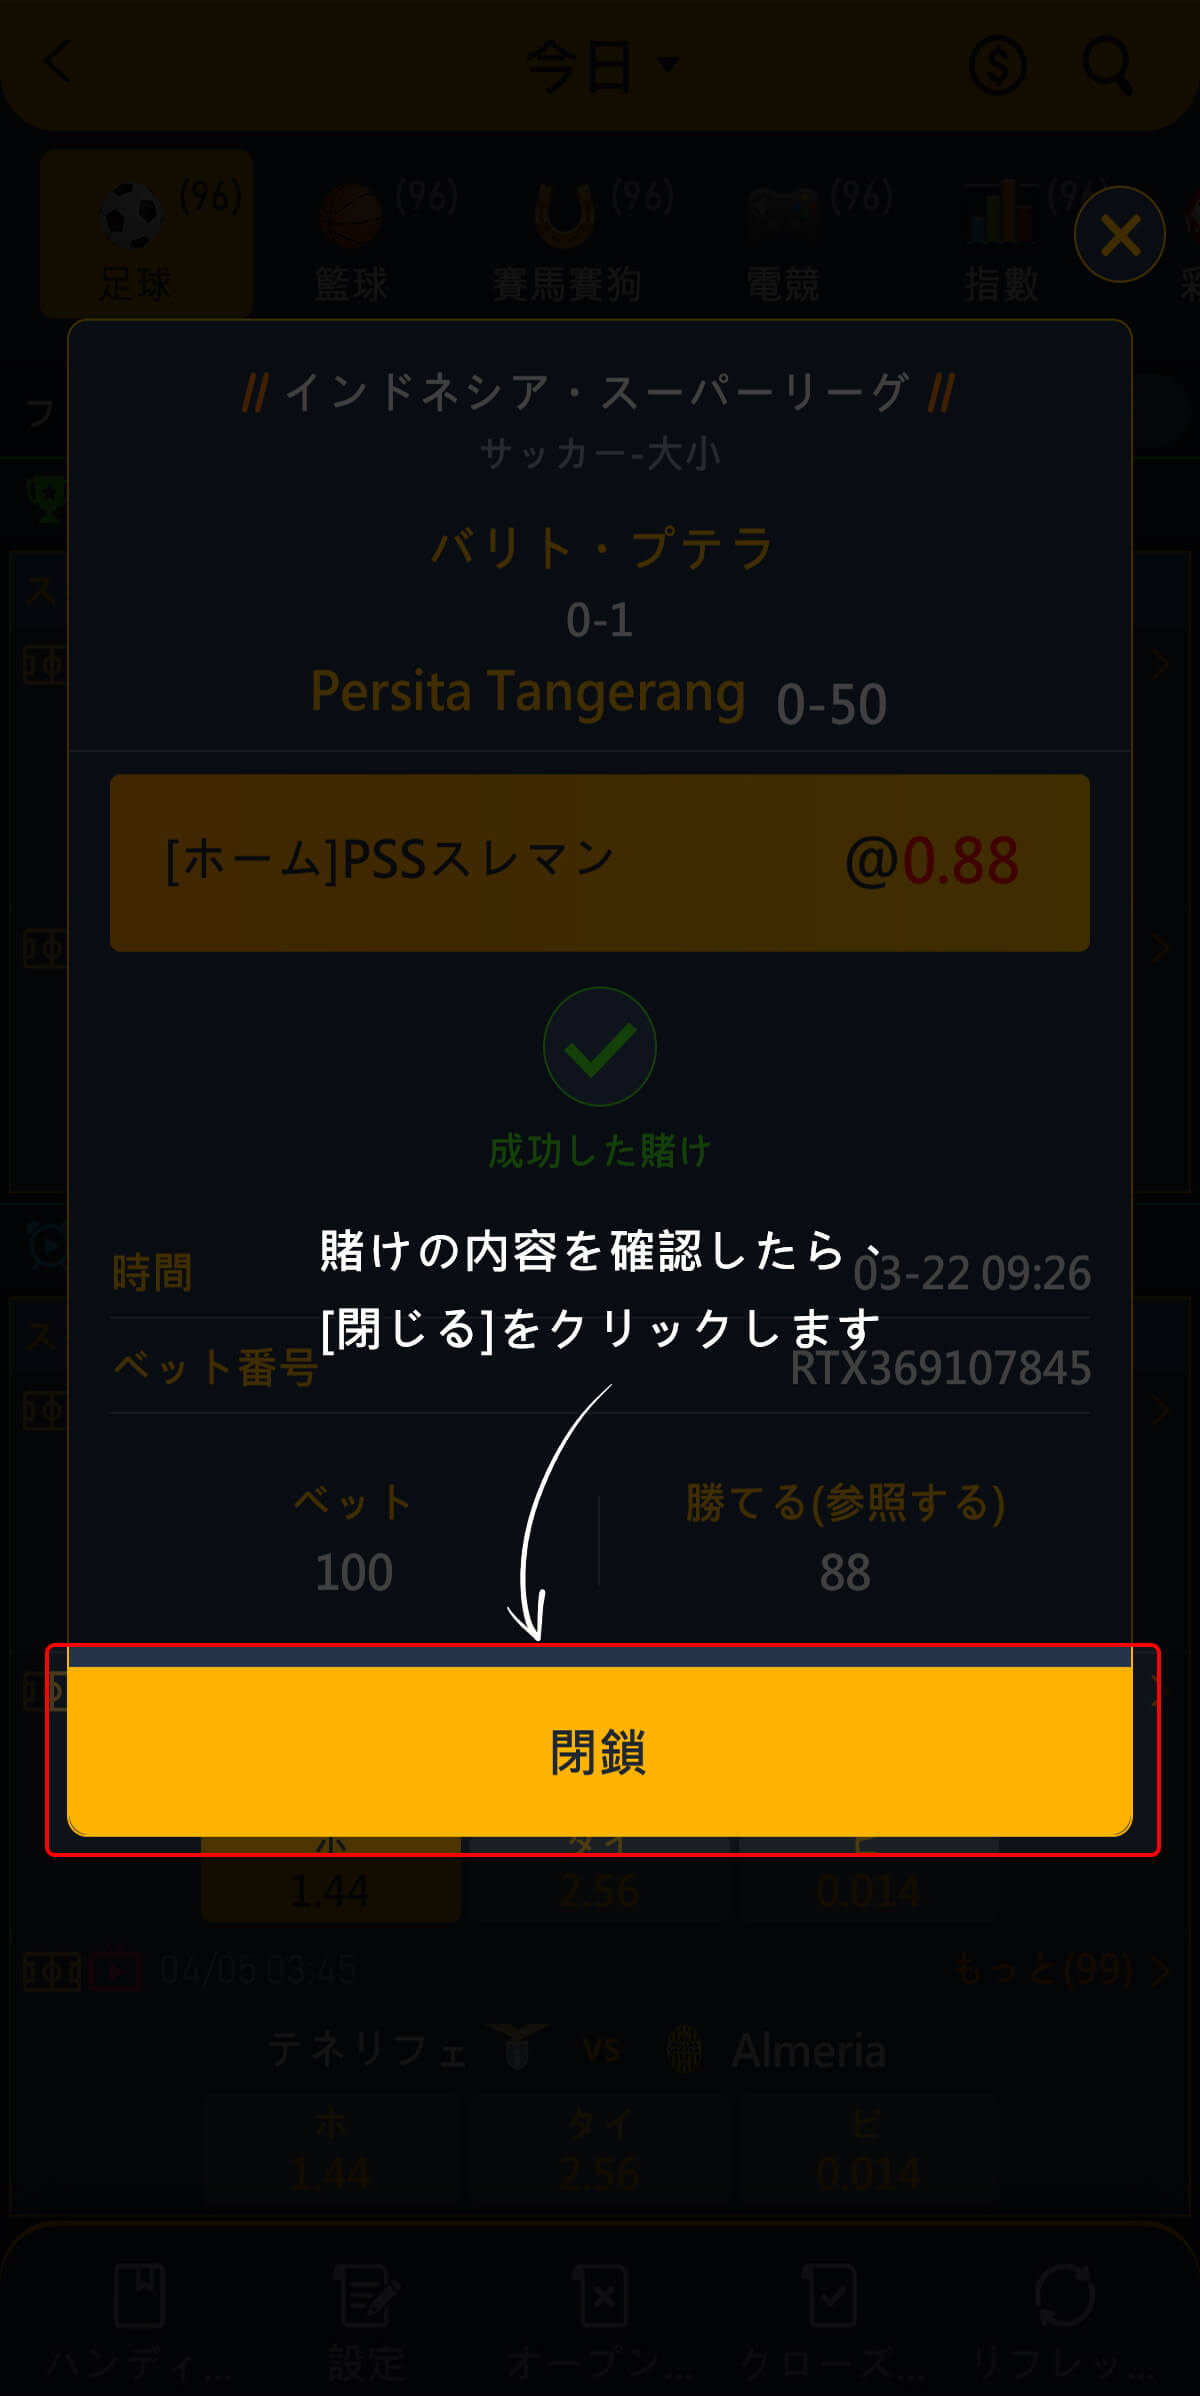 今日
(96)
足球
(96)
籃球
(96)
賽馬賽狗
(96)
電競
(96)
指數
フ
インドネシア・スーパーリーグ
サッカー-大小
バリト・プテラ
0-1
Persita Tangerang 0-50
ス
[ホーム]PSSスレマン @0.88
成功した賭け
賭けの内容を確認したら、
時間 03-22 09:26
[閉じる]をクリックします
ベット番号 RTX369107845
ス
ベット 勝てる(参照する)
100 88
閉鎖
ホ タイ ビ
1.44 2.56 0.014
04/05 03:45 もっと(99)
テネリフェ VS Almeria
ホ タイ ビ
1.44 2.56 0.014
ハンディ... 設定 オープン... クローズ... リフレッ...